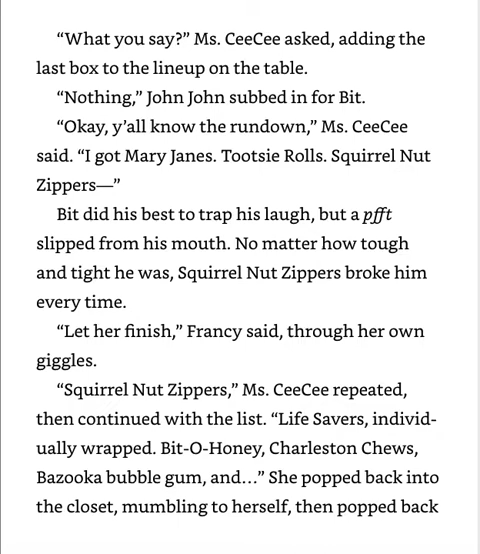 “What you say?” Ms. CeeCee asked, adding the
last box to the lineup on the table.
“Nothing,” John John subbed in for Bit.
“Okay, y’all know the rundown,” Ms. CeeCee
said. “I got Mary Janes. Tootsie Rolls. Squirrel Nut
Zippers—”
Bit did his best to trap his laugh, but a pfft
slipped from his mouth. No matter how tough
and tight he was, Squirrel Nut Zippers broke him
every time.
“Let her finish,” Francy said, through her own
giggles.
“Squirrel Nut Zippers,” Ms. CeeCee repeated,
then continued with the list. “Life Savers, individ-
ually wrapped. Bit-O-Honey, Charleston Chews,
Bazooka bubble gum, and…” She popped back into
the closet, mumbling to herself, then popped back